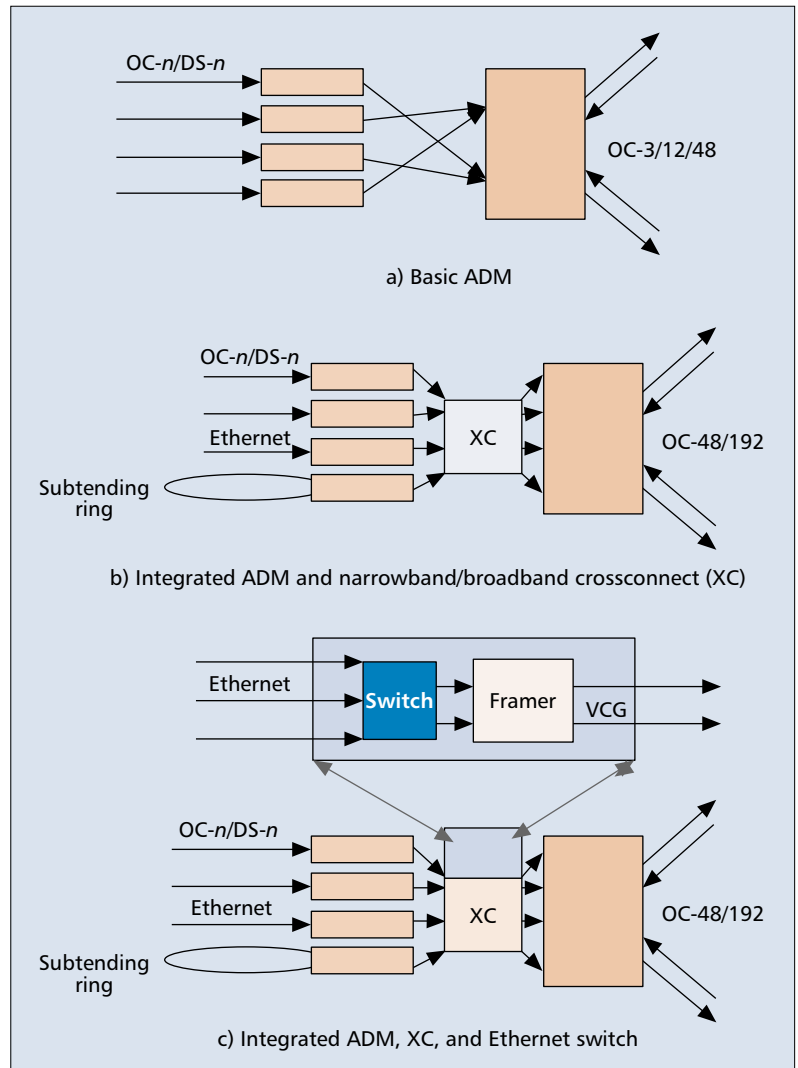 OC-n/DS-n
OC-3/12/48
a) Basic ADM
OC-n/DS-n
Ethernet
XC
OC-48/192
Subtending
ring
b) Integrated ADM and narrowband/broadband crossconnect (XC)
Ethernet
Switch
Framer
VCG
OC-n/DS-n
Ethernet
XC
OC-48/192
Subtending
ring
c) Integrated ADM, XC, and Ethernet switch